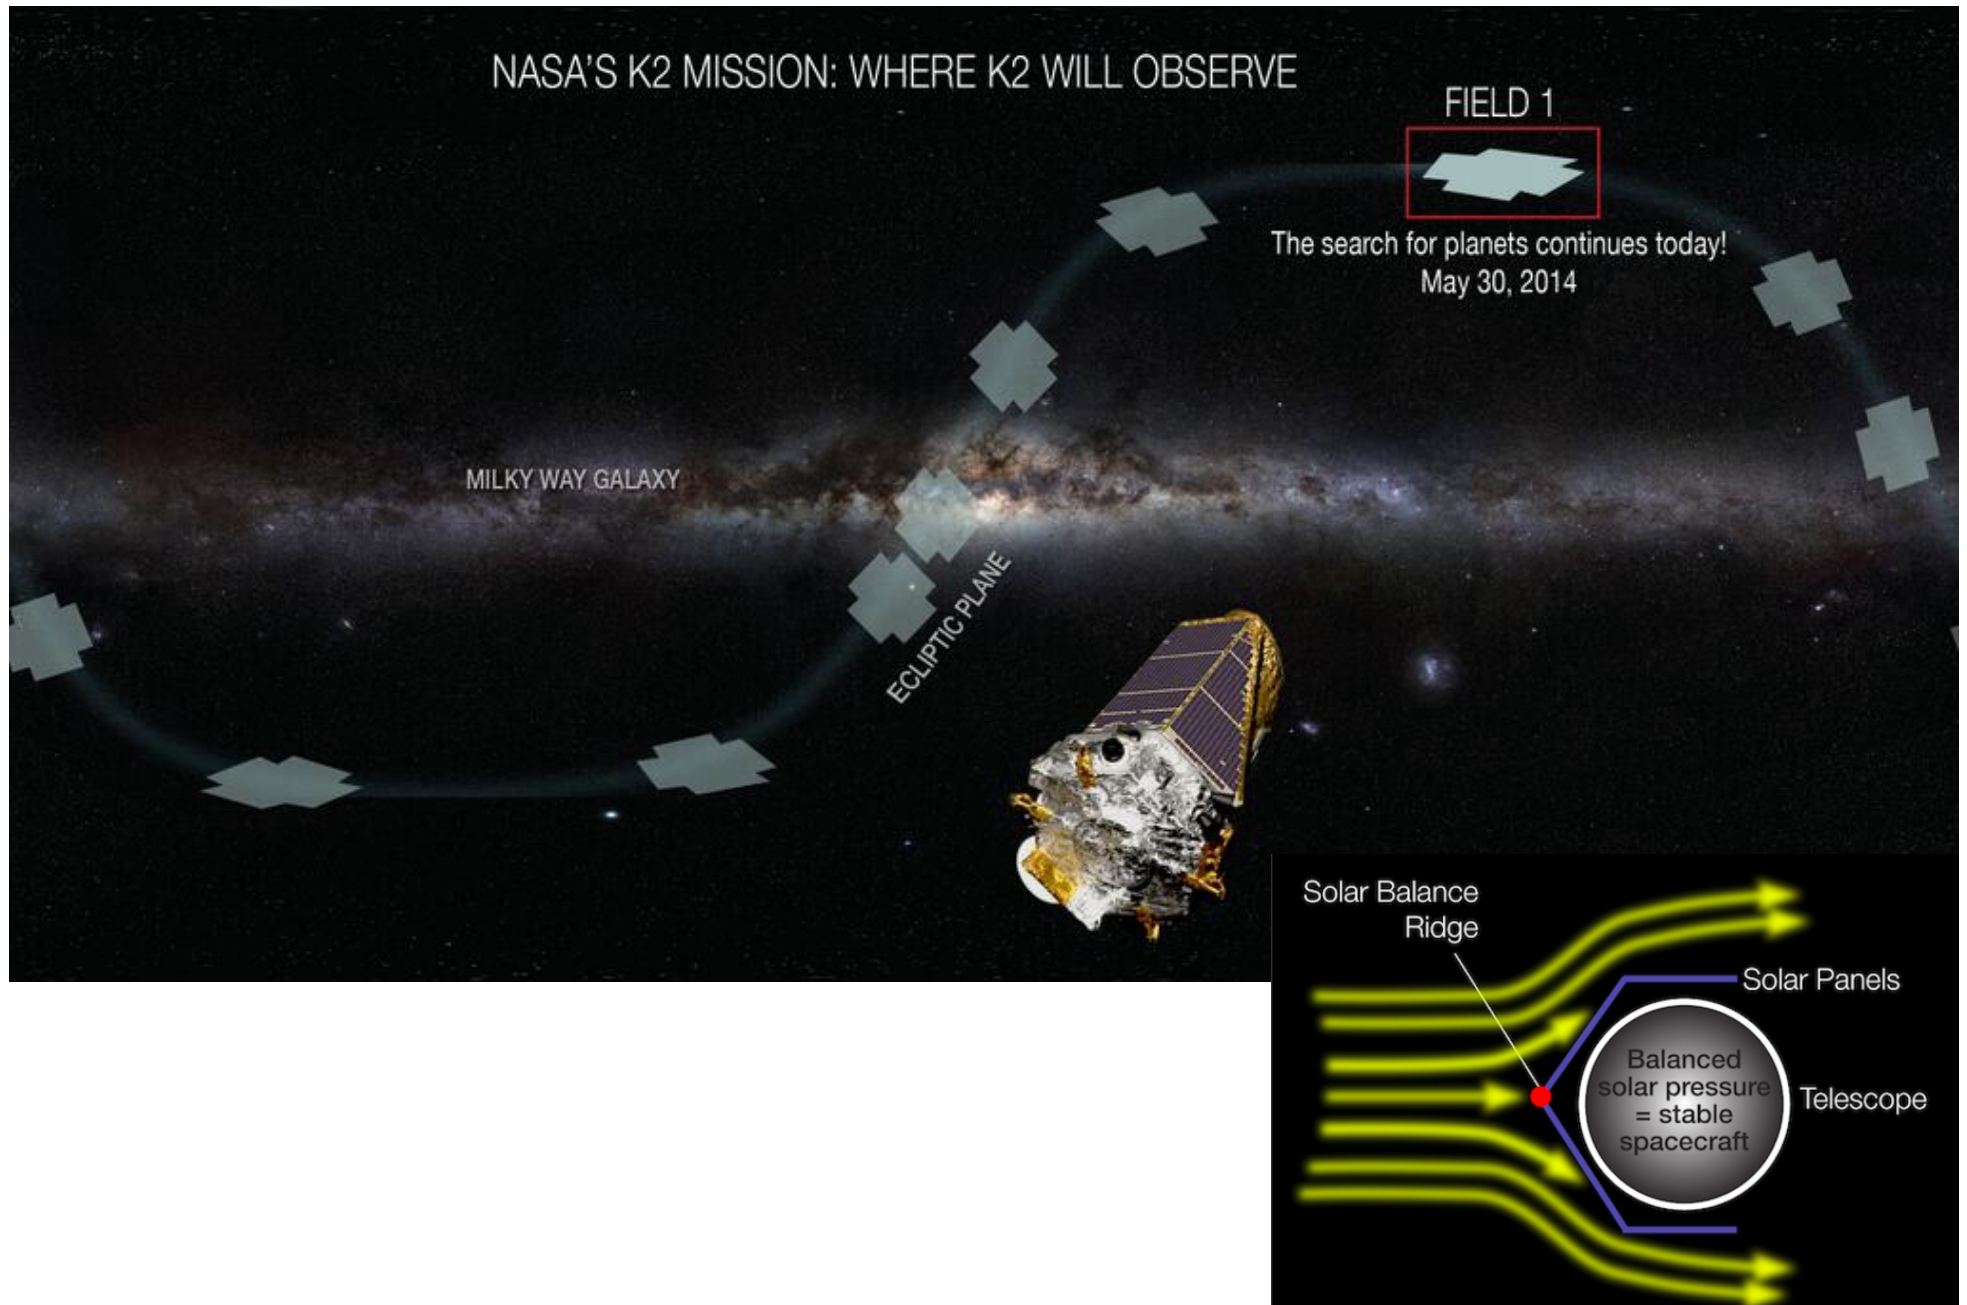 NASA'S K2 MISSION: WHERE K2 WILL OBSERVE
FIELD 1
The search for planets continues today!
May 30, 2014
MILKY WAY GALAXY
ECLIPTIC PLANE
Solar Balance
Ridge
Solar Panels
Balanced
solar pressure
= stable
spacecraft
Telescope